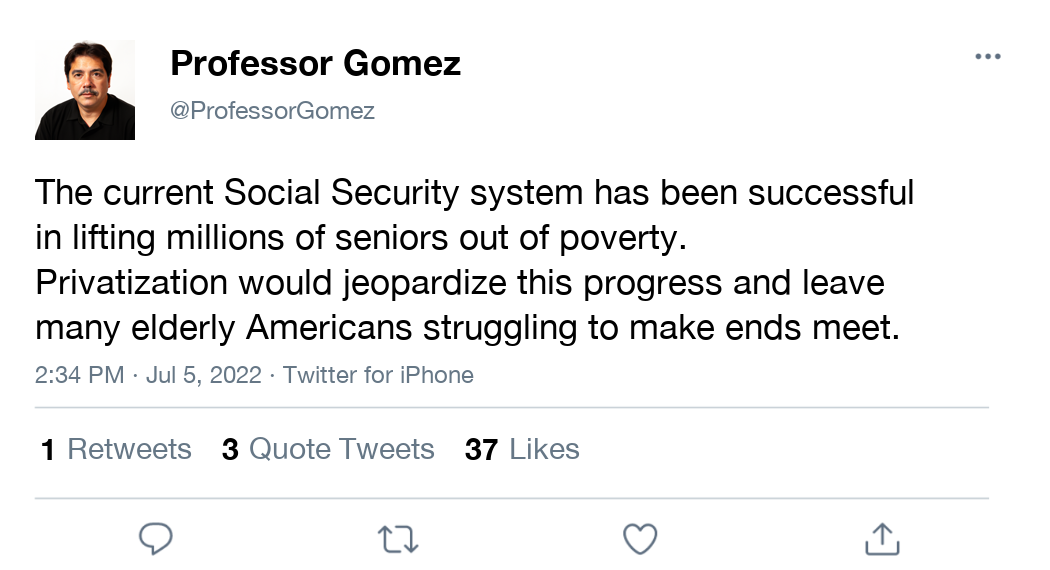 Professor Gomez
@ProfessorGomez
The current Social Security system has been successful
in lifting millions of seniors out of poverty.
Privatization would jeopardize this progress and leave
many elderly Americans struggling to make ends meet.
2:34 PM · Jul 5, 2022 · Twitter for iPhone
1 Retweets 3 Quote Tweets 37 Likes